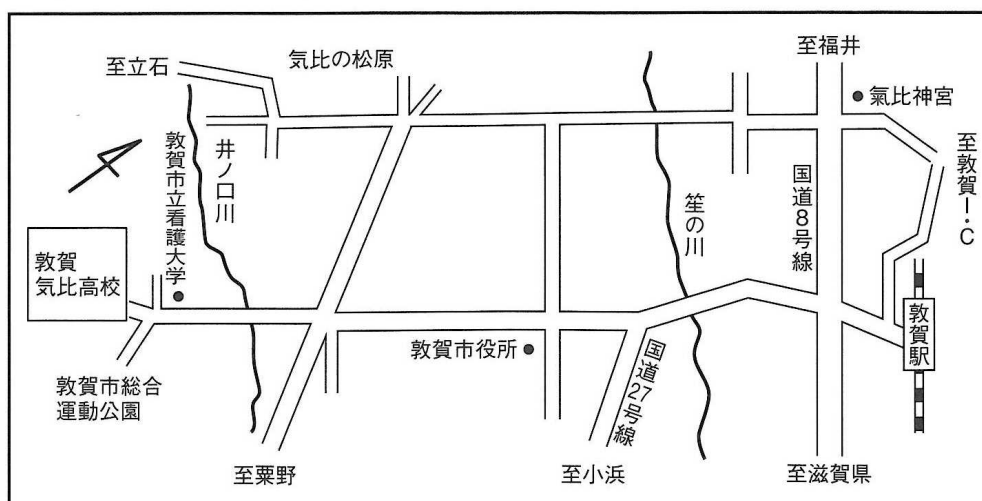 至福井
気比の松原
至立石
氣比神宮
至敦賀I・C
井ノ口川
敦賀市立看護大学
国道8号線
笙の川
敦賀
気比高校
敦賀駅
敦賀市役所
国道27号線
敦賀市総合
運動公園
至粟野
至小浜
至滋賀県